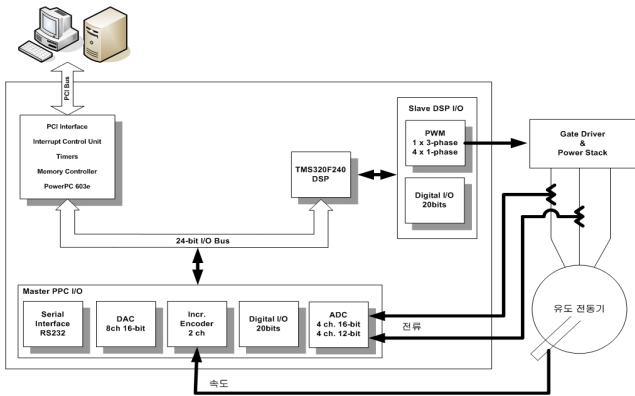 PCI Bus
PCI Interface
Interrupt Control Unit
Timers
Memory Controller
PowerPC 603e
TMS320F240
DSP
Slave DSP I/O
PWM
1 x 3-phase
4 x 1-phase
Digital I/O
20bits
Gate Driver
&
Power Stack
24-bit I/O Bus
Master PPC I/O
Serial
Interface
RS232
DAC
8ch 16-bit
Incr.
Encoder
2 ch
Digital I/O
20bits
ADC
4 ch. 16-bit
4 ch. 12-bit
전류
유도 전동기
속도